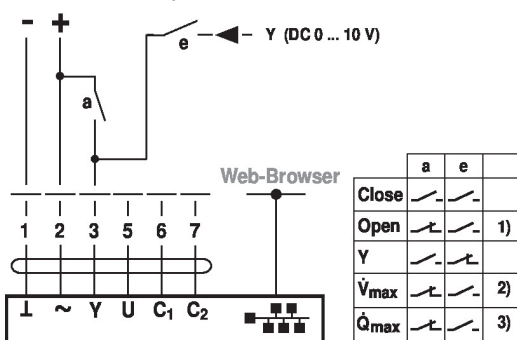 - +
e Y (DC 0 ... 10 V)
a
Web-Browser
1 2 3 5 6 7
⊥ ~ Y U C₁ C₂
a e
Close
Open 1)
Y
V̇max 2)
Q̇max 3)